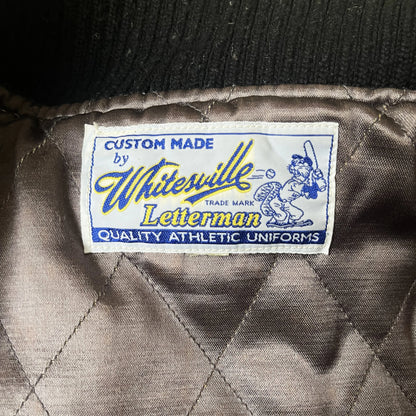 CUSTOM MADE
by
Whitesville
TRADE MARK
Letterman
QUALITY ATHLETIC UNIFORMS